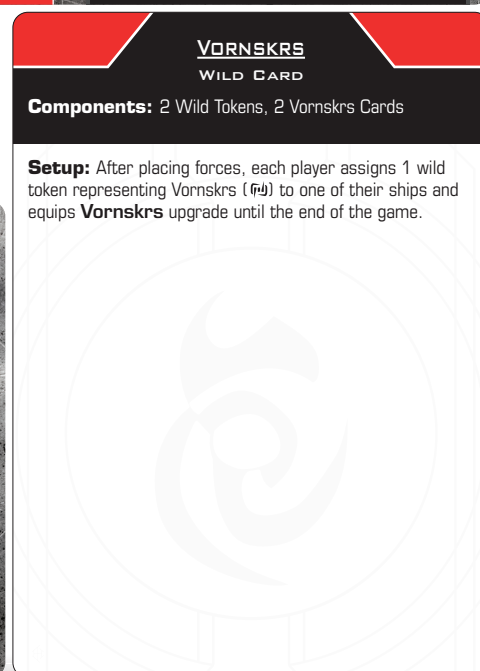 Vornskrs
Wild Card
Components: 2 Wild Tokens, 2 Vornskrs Cards
Setup: After placing forces, each player assigns 1 wild
token representing Vornskrs ( ) to one of their ships and
equips Vornskrs upgrade until the end of the game.